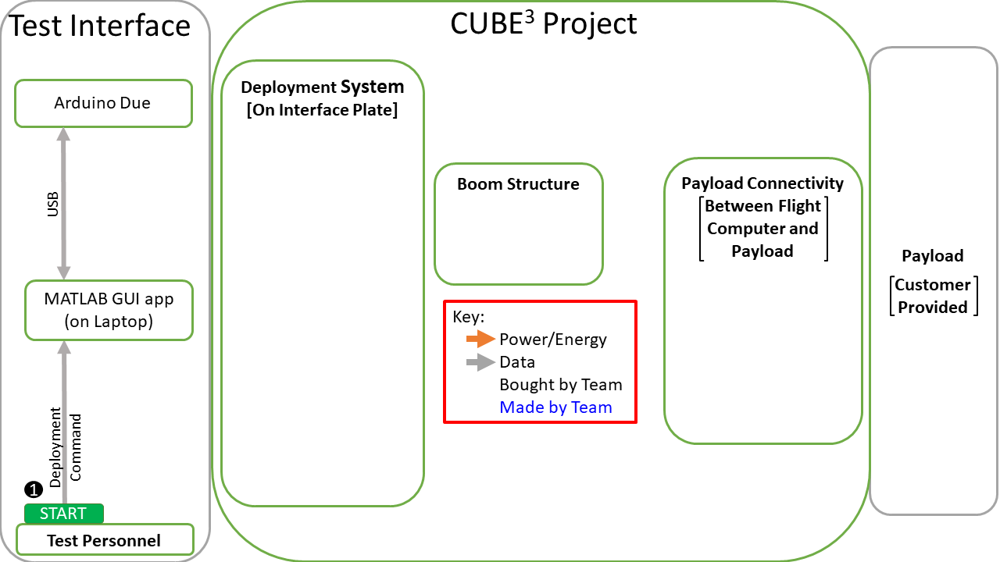 Test Interface
CUBE³ Project
Arduino Due
USB
MATLAB GUI app
(on Laptop)
Deployment
Command
1
START
Test Personnel
Deployment System
[On Interface Plate]
Boom Structure
Key:
Power/Energy
Data
Bought by Team
Made by Team
Payload Connectivity
Between Flight
Computer and
Payload
Payload
Customer
Provided